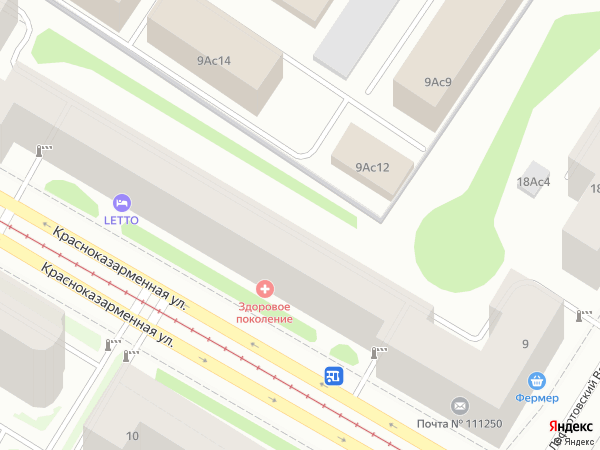 9Ас14
9Ас9
9Ас12
18Ас4
18
LETTO
Красноказарменная ул.
Красноказарменная ул.
Здоровое
поколение
9
Фермер
Почта № 111250
10
Яндекс
© Яндекс